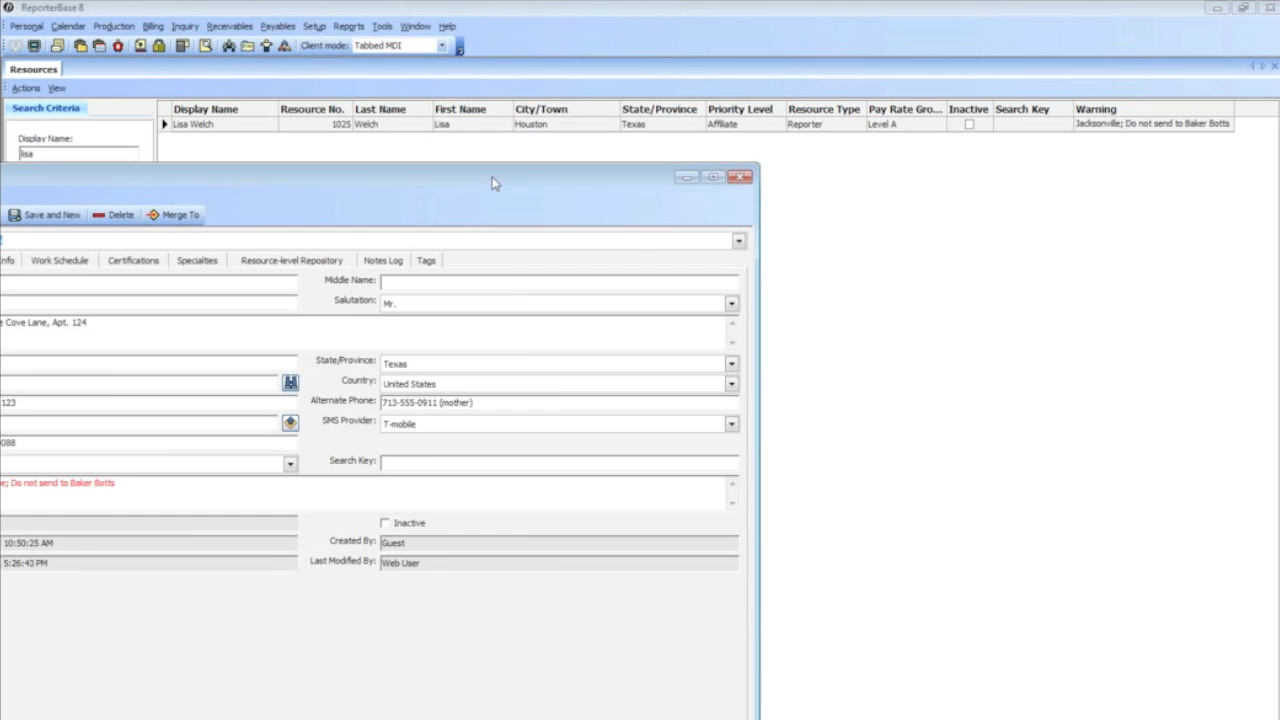 ReporterBase 8
Personal Calendar Production Billing Inquiry Receivables Payables Setup Reports Tools Window Help
Client mode: Tabbed MDI
Resources
Actions View
Search Criteria
Display Name Resource No. Last Name First Name City/Town State/Province Priority Level Resource Type Pay Rate Gro... Inactive Search Key Warning
Lisa Welch 1025 Welch Lisa Houston Texas Affiliate Reporter Level A Jacksonville; Do not send to Baker Botts
Display Name:
lisa
Save and New Delete Merge To
nfo Work Schedule Certifications Specialties Resource-level Repository Notes Log Tags
Middle Name:
Salutation: Mr.
e Cove Lane, Apt. 124
State/Province: Texas
Country: United States
123 Alternate Phone: 713-555-0911 (mother)
SMS Provider: T-mobile
088
Search Key:
e; Do not send to Baker Botts
Inactive
10:50:25 AM Created By: Guest
5:26:43 PM Last Modified By: Web User